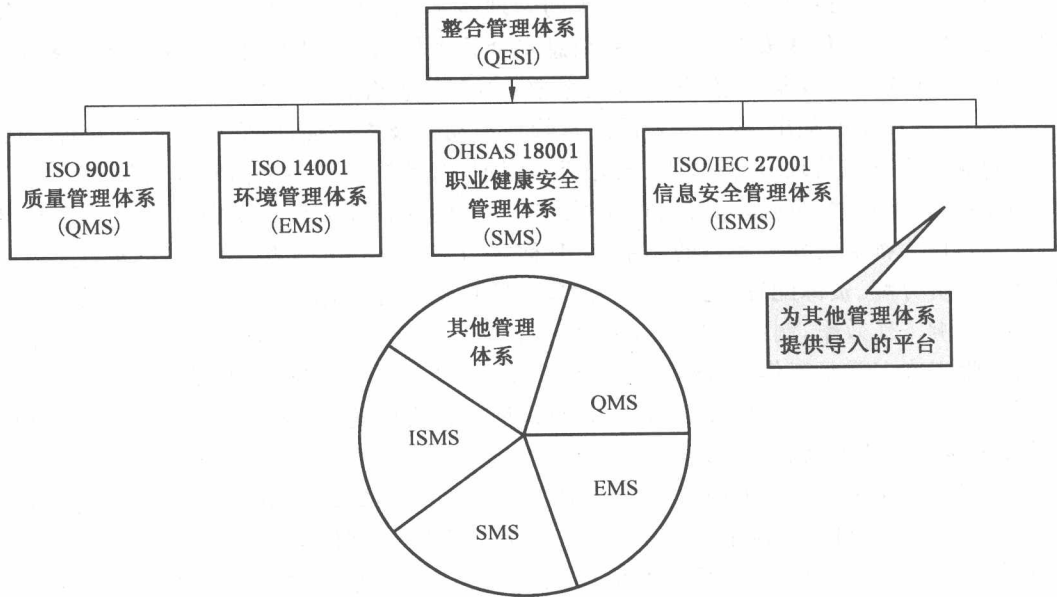 整合管理体系
(QESI)
ISO 9001
质量管理体系
(QMS)
ISO 14001
环境管理体系
(EMS)
OHSAS 18001
职业健康安全
管理体系
(SMS)
ISO/IEC 27001
信息安全管理体系
(ISMS)
为其他管理体系
提供导入的平台
其他管理
体系
QMS
ISMS
EMS
SMS